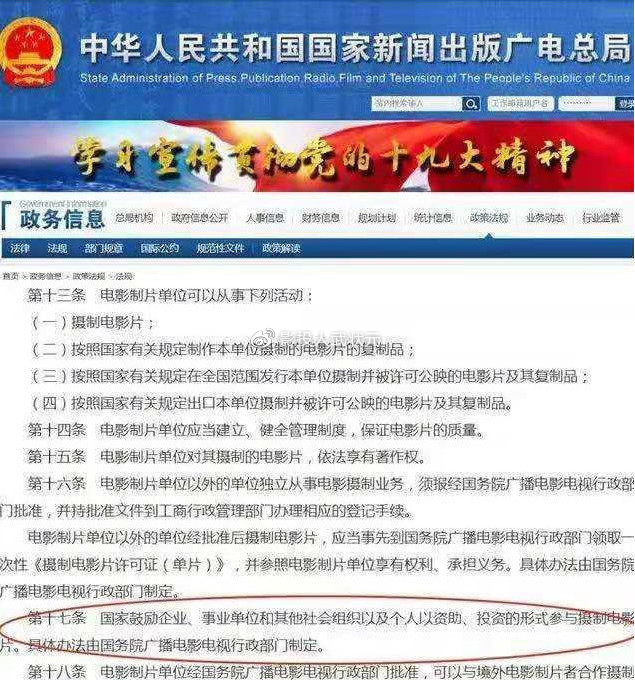 中华人民共和国国家新闻出版广电总局
State Administration of Press,Publication,Radio,Film and Television of The People's Republic of China
站内搜索输入 工作邮箱用户名 ········ 登录
学习宣传贯彻党的十九大精神
Government Information
政务信息 总局机构 政府信息公开 人事信息 财务信息 规划计划 统计信息 政策法规 业务动态 行业监管
法律 法规 部门规章 国际公约 规范性文件 政策解读
首页 > 政务信息 > 政策法规 > 法规
第十三条 电影制片单位可以从事下列活动：
（一）摄制电影片；
（二）按照国家有关规定制作本单位摄制的电影片的复制品；
（三）按照国家有关规定在全国范围发行本单位摄制并被许可公映的电影片及其复制品；
（四）按照国家有关规定出口本单位摄制并被许可公映的电影片及其复制品。
第十四条 电影制片单位应当建立、健全管理制度，保证电影片的质量。
第十五条 电影制片单位对其摄制的电影片，依法享有著作权。
第十六条 电影制片单位以外的单位独立从事电影摄制业务，须报经国务院广播电影电视行政部
门批准，并持批准文件到工商行政管理部门办理相应的登记手续。
电影制片单位以外的单位经批准后摄制电影片，应当事先到国务院广播电影电视行政部门领取一
次性《摄制电影片许可证（单片）》，并参照电影制片单位享有权利、承担义务。具体办法由国务院
广播电影电视行政部门制定。
第十七条 国家鼓励企业、事业单位和其他社会组织以及个人以资助、投资的形式参与摄制电影
片。具体办法由国务院广播电影电视行政部门制定。
第十八条 电影制片单位经国务院广播电影电视行政部门批准，可以与境外电影制片者合作摄制